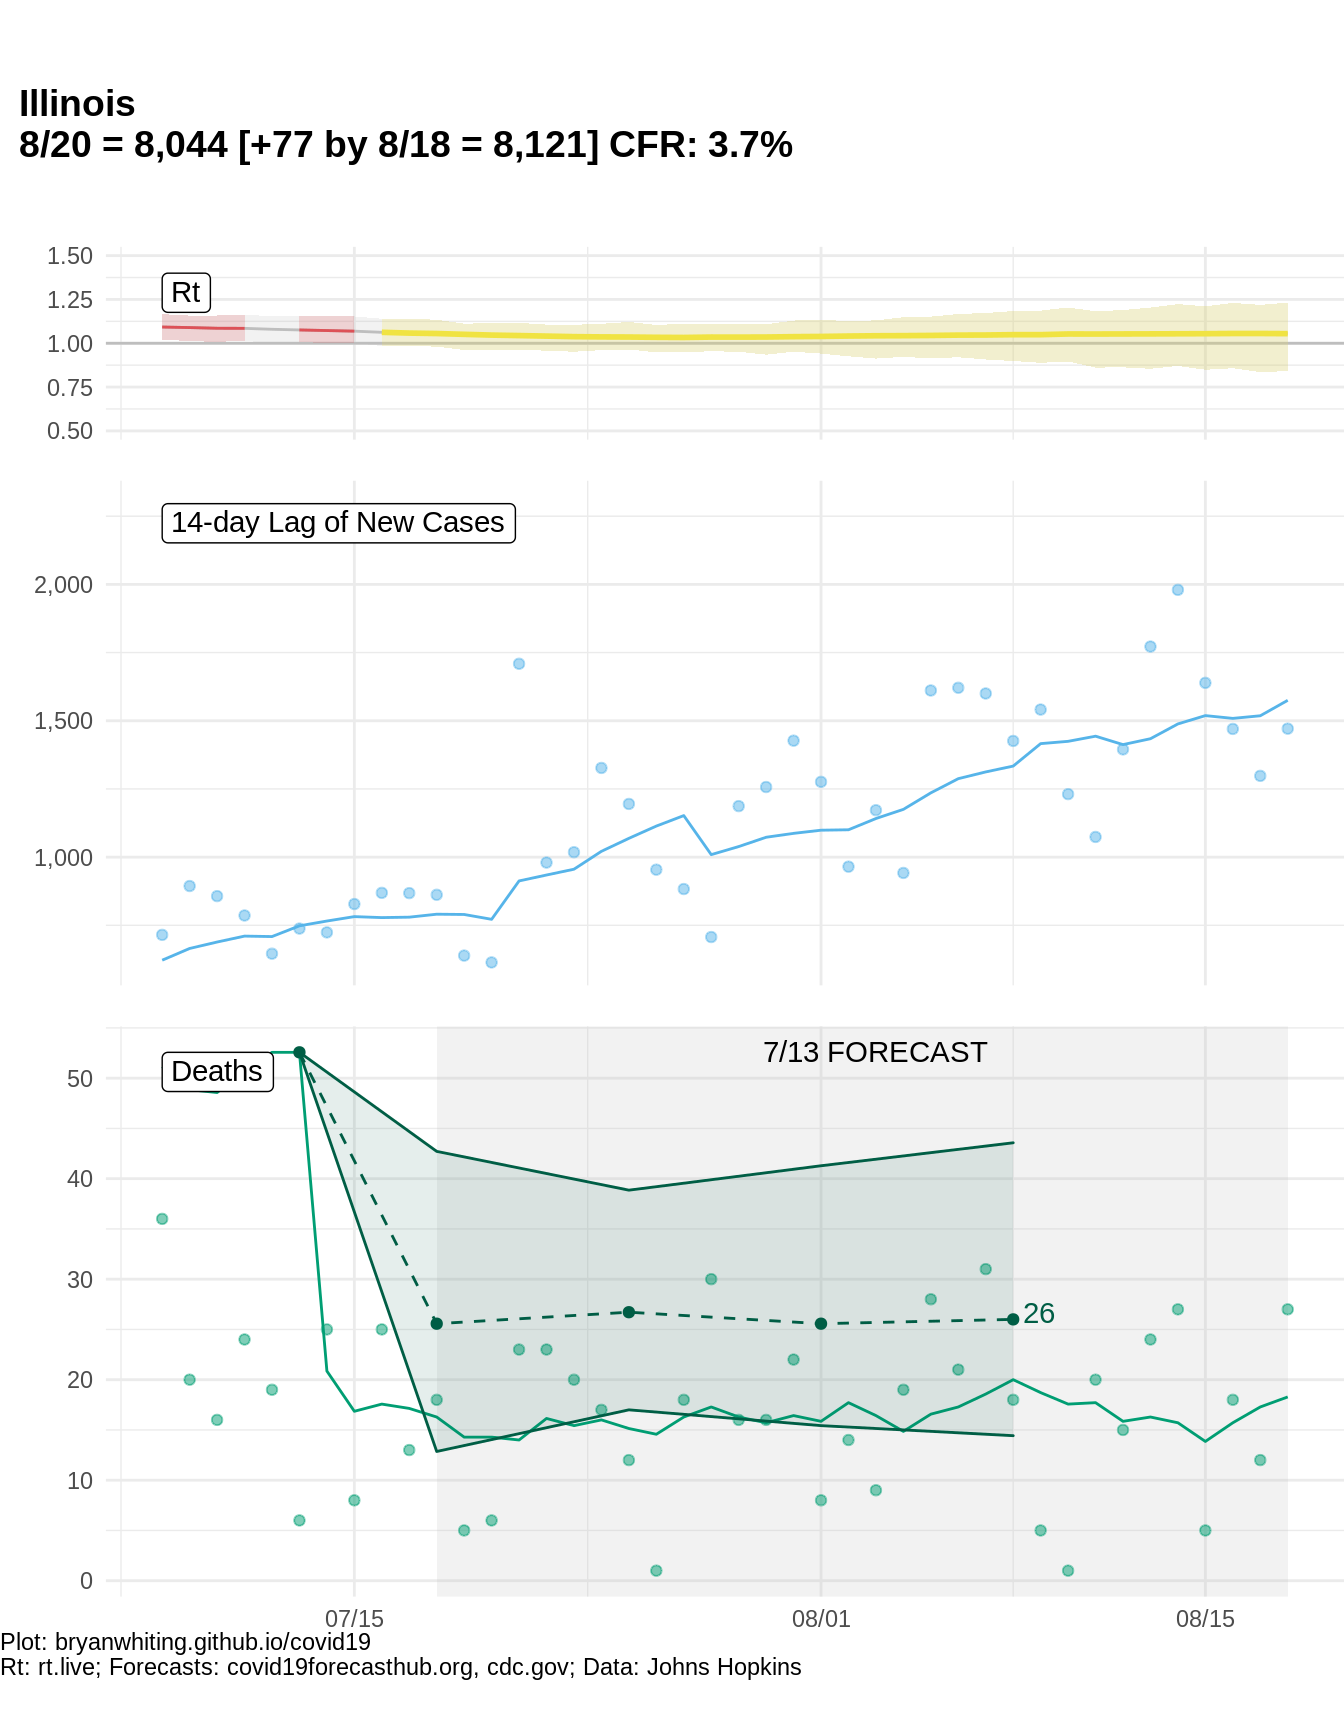 Illinois
8/20 = 8,044 [+77 by 8/18 = 8,121] CFR: 3.7%
1.50
1.25
1.00
0.75
0.50
Rt
14-day Lag of New Cases
2,000
1,500
1,000
7/13 FORECAST
Deaths
50
40
30
20
10
0
26
07/15
08/01
08/15
Plot: bryanwhiting.github.io/covid19
Rt: rt.live; Forecasts: covid19forecasthub.org, cdc.gov; Data: Johns Hopkins